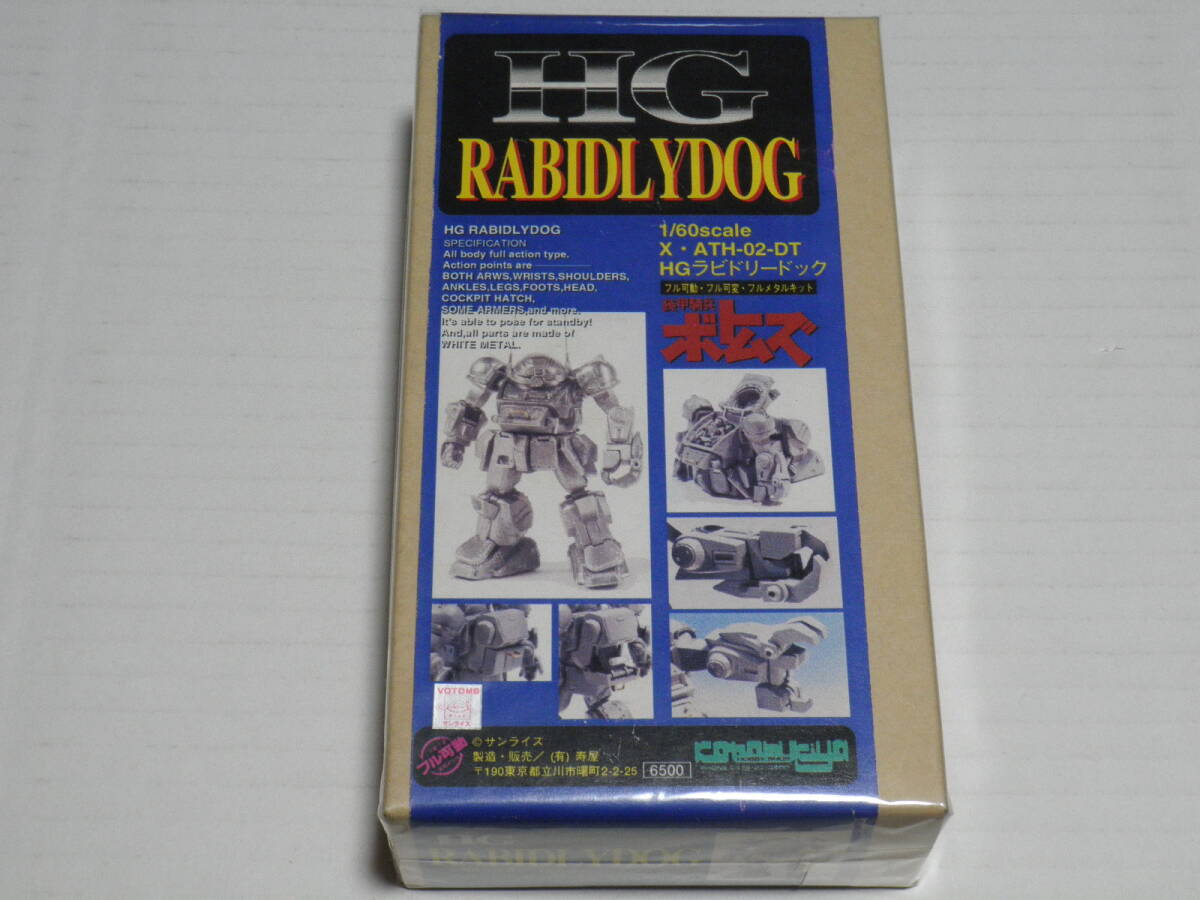 HG
RABIDLYDOG
HG RABIDLYDOG
SPECIFICATION
All body full action type.
Action points are
BOTH ARWS,WRISTS,SHOULDERS,
ANKLES,LEGS,FOOTS,HEAD,
COCKPIT HATCH,
SOME ARMERS,and more.
It's able to pose for standby!
And,all parts are made of
WHITE METAL.
1/60scale
X・ATH-02-DT
HGラビドリードック
フル可動・フル可変・フルメタルキット
装甲騎兵
ボトムズ
VOTOMS
サンライズ
フル可動
©サンライズ
製造・販売／(有)寿屋
〒190東京都立川市曙町2-2-25 6500
Kotobukiya
HG
RABIDLYDOG